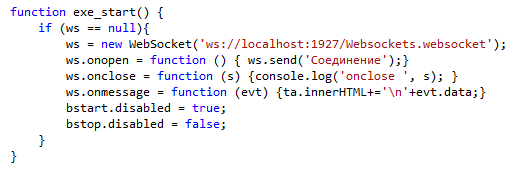 function exe_start() {
    if (ws == null){
        ws = new WebSocket('ws://localhost:1927/Websockets.websocket');
        ws.onopen = function () { ws.send('Соединение');}
        ws.onclose = function (s) {console.log('onclose ', s); }
        ws.onmessage = function (evt) {ta.innerHTML+='\n'+evt.data;}
        bstart.disabled = true;
        bstop.disabled = false;
    }
}